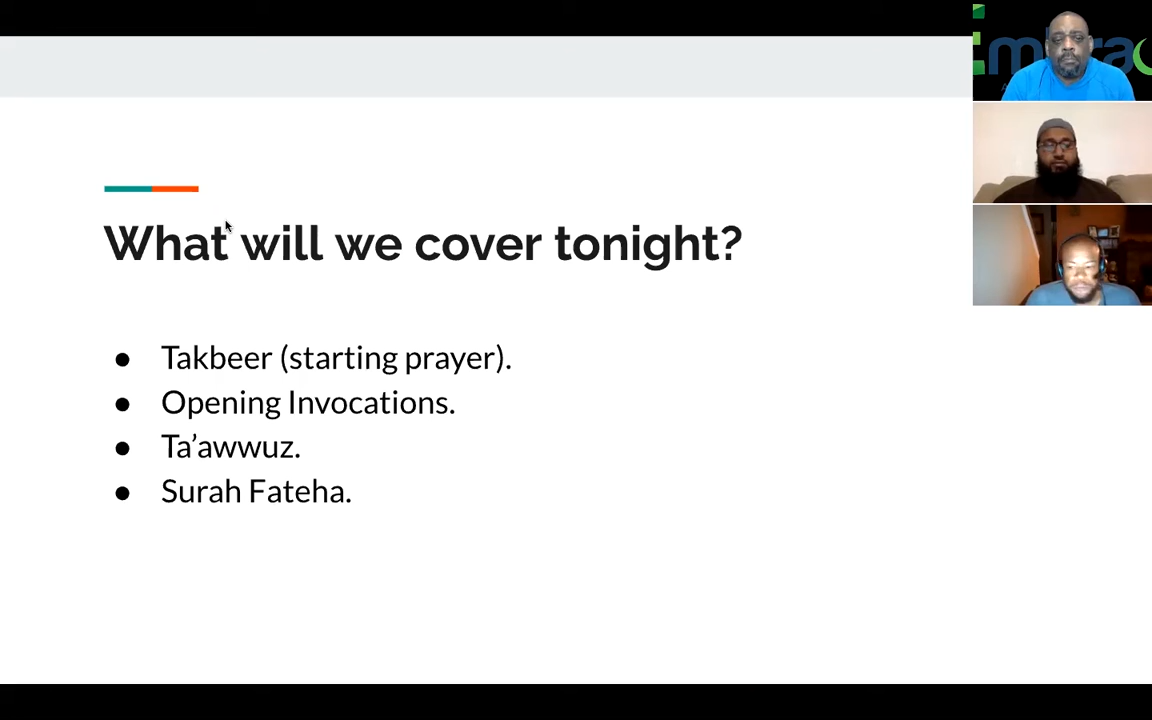 What will we cover tonight?
● Takbeer (starting prayer).
● Opening Invocations.
● Ta’awwuz.
● Surah Fateha.